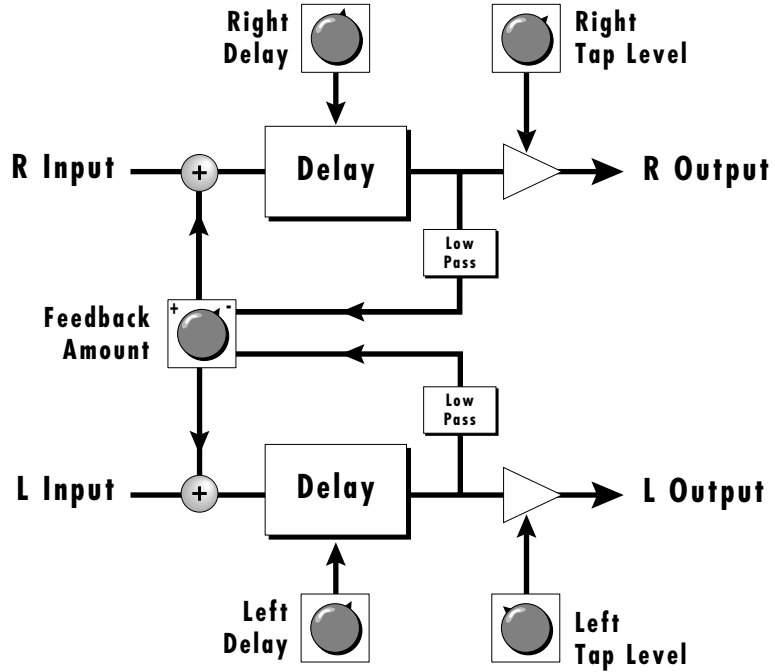 Right
Delay
Right
Tap Level
R Input
+
Delay
R Output
Low
Pass
+ -
Feedback
Amount
Low
Pass
L Input
+
Delay
L Output
Left
Delay
Left
Tap Level